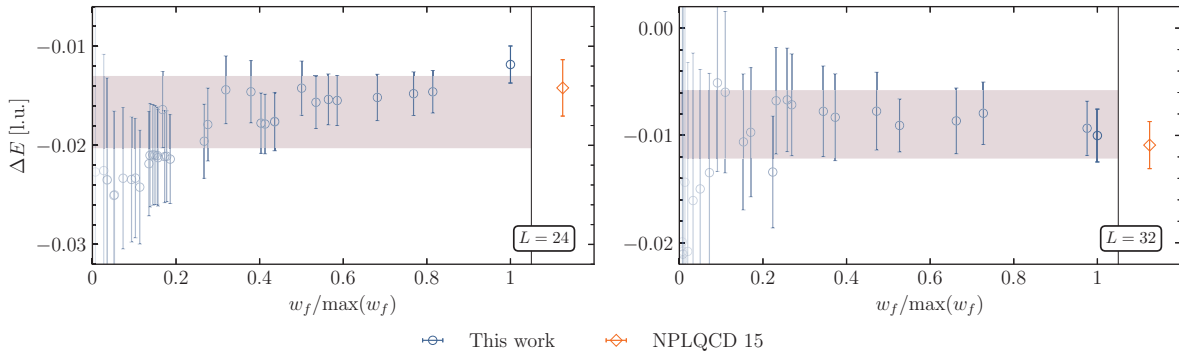 ΔE [l.u.]
−0.01
−0.02
−0.03
0
0.2
0.4
0.6
0.8
1
w_f/max(w_f)
L = 24
0.00
−0.01
−0.02
0
0.2
0.4
0.6
0.8
1
w_f/max(w_f)
L = 32
This work
NPLQCD 15